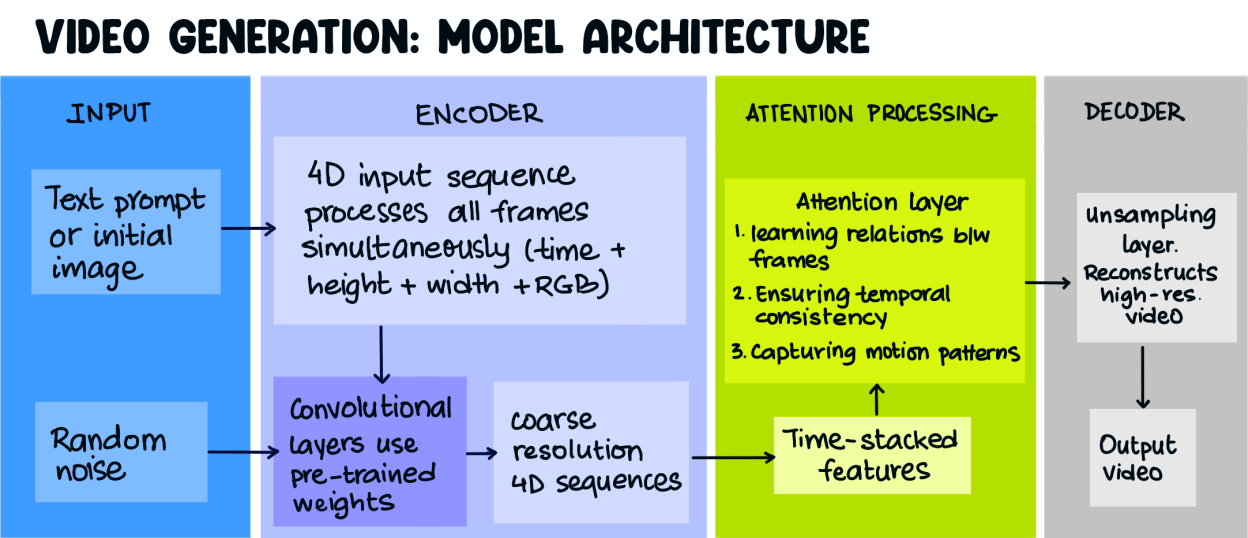 VIDEO GENERATION: MODEL ARCHITECTURE
INPUT
Text prompt
or initial
image
Random
noise
ENCODER
4D input sequence
processes all frames
simultaneously (time +
height + width + RGB)
Convolutional
layers use
pre-trained
weights
coarse
resolution
4D sequences
ATTENTION PROCESSING
Attention layer
1. learning relations b/w
frames
2. Ensuring temporal
consistency
3. Capturing motion patterns
Time-stacked
features
DECODER
Unsampling
layer.
Reconstructs
high-res.
video
Output
video